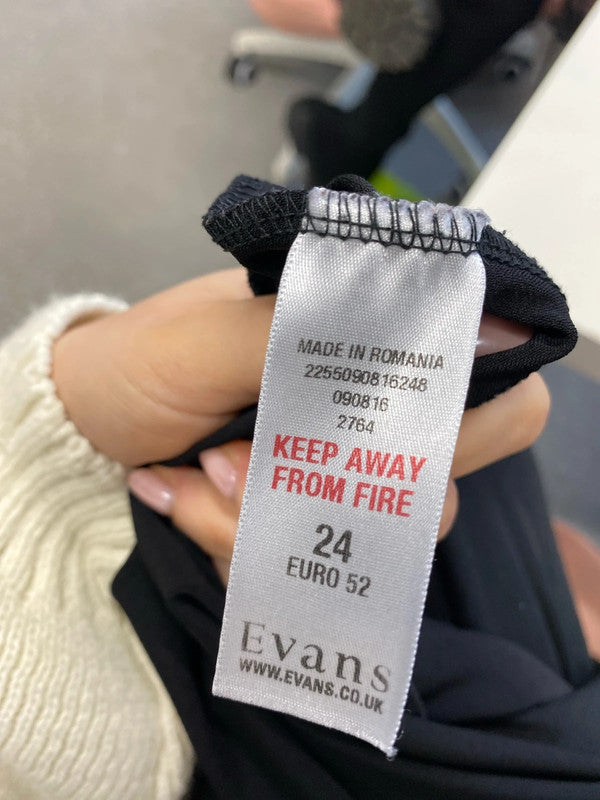 MADE IN ROMANIA
2255090816248
090816
2764
KEEP AWAY
FROM FIRE
24
EURO 52
Evans
WWW.EVANS.CO.UK